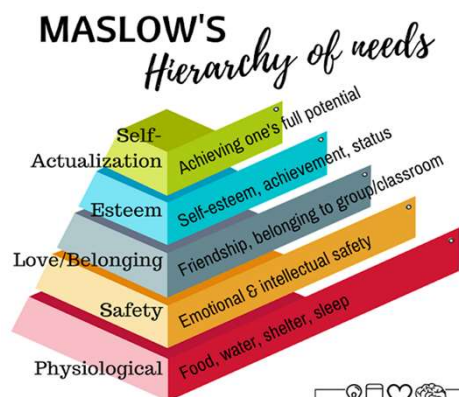 MASLOW'S
Hierarchy of needs
Self-
Actualization
Achieving one's full potential
Esteem
Self-esteem, achievement, status
Love/Belonging
Friendship, belonging to group/classroom
Safety
Emotional & intellectual safety
Physiological
Food, water, shelter, sleep